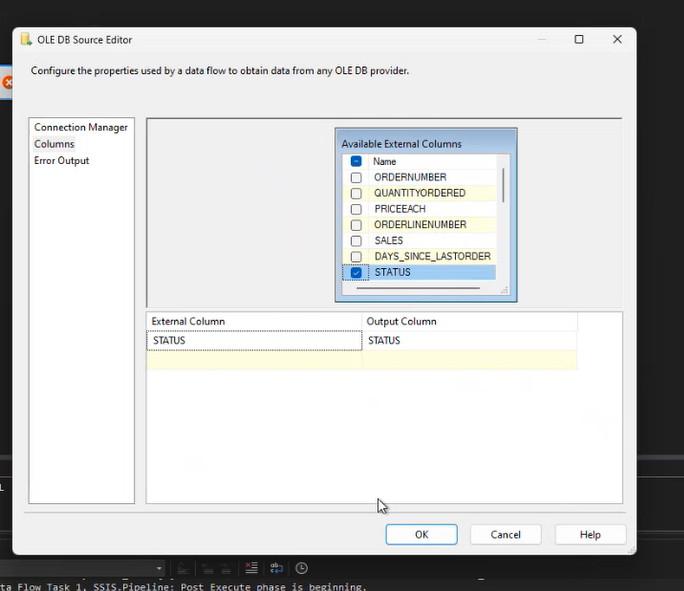 OLE DB Source Editor
Configure the properties used by a data flow to obtain data from any OLE DB provider.
Connection Manager
Columns
Error Output
Available External Columns
Name
ORDERNUMBER
QUANTITYORDERED
PRICEEACH
ORDERLINENUMBER
SALES
DAYS_SINCE_LASTORDER
STATUS
External Column Output Column
STATUS STATUS
OK Cancel Help
ta Flow Task 1, SSIS.Pipeline: Post Execute phase is beginning.